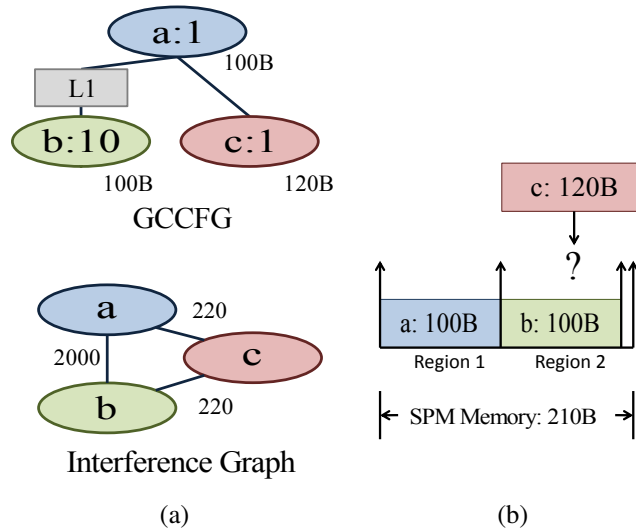 a:1
100B
L1
b:10
c:1
100B
120B
GCCFG
a
220
2000
c
b
220
Interference Graph
(a)
c: 120B
?
a: 100B
b: 100B
Region 1
Region 2
SPM Memory: 210B
(b)